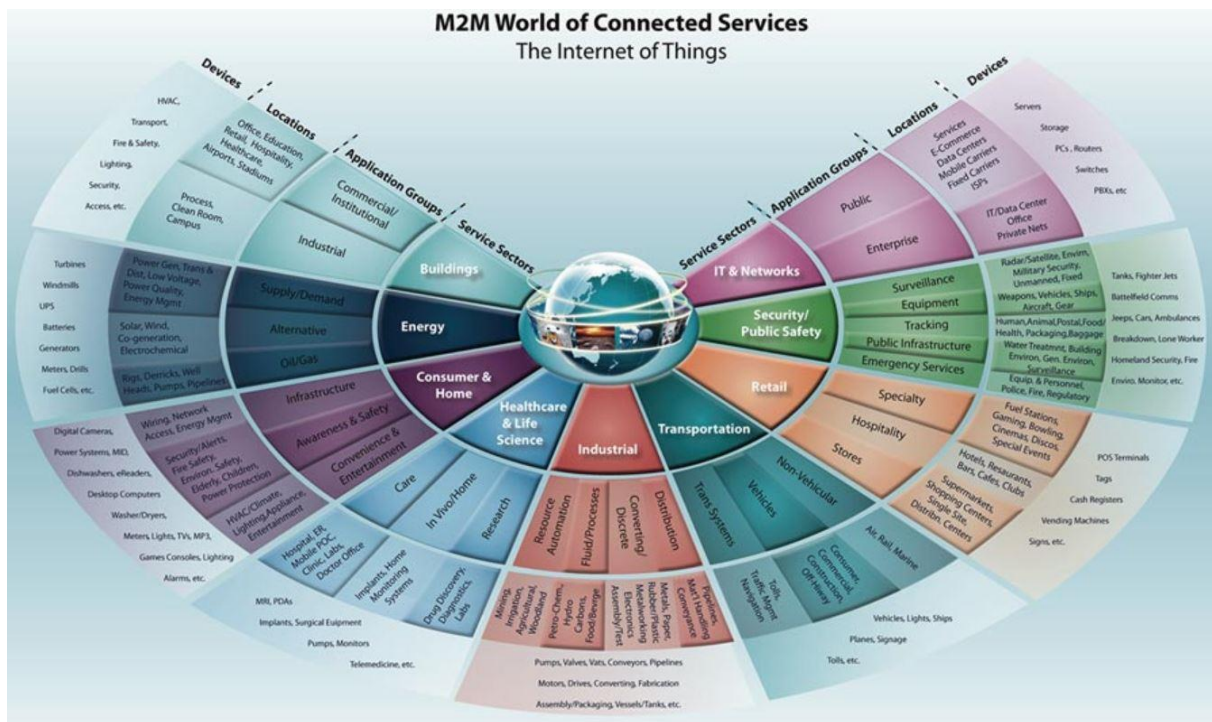 M2M World of Connected Services
The Internet of Things
Devices
Locations
Application Groups
Service Sectors
Service Sectors
Application Groups
Locations
Devices
Buildings
Commercial/
Institutional
Office, Education,
Retail, Hospitality,
Healthcare,
Airports, Stadiums
Industrial
Process,
Clean Room,
Campus
HVAC,
Transport,
Fire & Safety,
Lighting,
Security,
Access, etc.
Energy
Supply/Demand
Power Gen, Trans &
Dist, Low Voltage,
Power Quality,
Energy Mgmt
Alternative
Solar, Wind,
Co-generation,
Electrochemical
Oil/Gas
Rigs, Derricks, Well
Heads, Pumps, Pipelines
Turbines
Windmills
UPS
Batteries
Generators
Meters, Drills
Fuel Cells, etc.
Consumer &
Home
Infrastructure
Wiring, Network
Access, Energy Mgmt
Awareness & Safety
Security/Alerts,
Fire Safety,
Environ. Safety,
Elderly, Children,
Power Protection
Convenience &
Entertainment
HVAC/Climate,
Lighting,Appliance,
Entertainment
Digital Cameras,
Power Systems, MID,
Dishwashers, eReaders,
Desktop Computers
Washer/Dryers,
Meters, Lights, TVs, MP3,
Games Consoles, Lighting
Alarms, etc.
Healthcare
& Life
Science
Care
Hospital, ER,
Mobile POC,
Clinic, Labs,
Doctor Office
In Vivo/Home
Implants, Home
Monitoring
Systems
Research
Drug Discovery,
Diagnostics,
Labs
MRI, PDAs
Implants, Surgical Euipment
Pumps, Monitors
Telemedicine, etc.
Industrial
Resource
Automation
Mining,
Irrigation,
Agricultural,
Woodland
Fluid/Processes
Petro-Chem,
Hydro
Carbons,
Food/Bevrge
Converting/
Discrete
Metals, Paper,
Rubber/Plastic
Metalworking
Electronics
Assembly/Test
Distribution
Pipelines,
Mat'l Handling
Conveyance
Pumps, Valves, Vats, Conveyors, Pipelines
Motors, Drives, Converting, Fabrication
Assembly/Packaging, Vessels/Tanks, etc.
Transportation
Trans Systems
Tolls,
Traffic Mgmt
Navigation
Vehicles
Consumer,
Commercial,
Construction,
Off Hiway
Non-Vehicular
Air, Rail, Marine
Vehicles, Lights, Ships
Planes, Signage
Tolls, etc.
Retail
Specialty
Fuel Stations,
Gaming, Bowling,
Cinemas, Discos,
Special Events
Hospitality
Hotels, Resaurants,
Bars, Cafes, Clubs
Stores
Supermarkets,
Shopping Centers,
Single Site,
Distribn. Centers
POS Terminals
Tags
Cash Registers
Vending Machines
Signs, etc.
Security/
Public Safety
Surveillance
Radar/Satellite, Envirn,
Millitary Security,
Unmanned, Fixed
Equipment
Weapons, Vehicles, Ships,
Aircraft, Gear
Tracking
Human,Animal,Postal,Food/
Health, Packaging,Baggage
Public Infrastructure
Water Treatmnt, Building
Environ, Gen. Environ,
Surveillance
Emergency Services
Equip. & Personnel,
Police, Fire, Regulatory
Tanks, Fighter Jets
Battelfield Comms
Jeeps, Cars, Ambulances
Breakdown, Lone Worker
Homeland Security, Fire
Enviro. Monitor, etc.
IT & Networks
Public
Services
E-Commerce
Data Centers
Mobile Carriers
Fixed Carriers
ISPs
Enterprise
IT/Data Center
Office
Private Nets
Servers
Storage
PCs , Routers
Switches
PBXs, etc